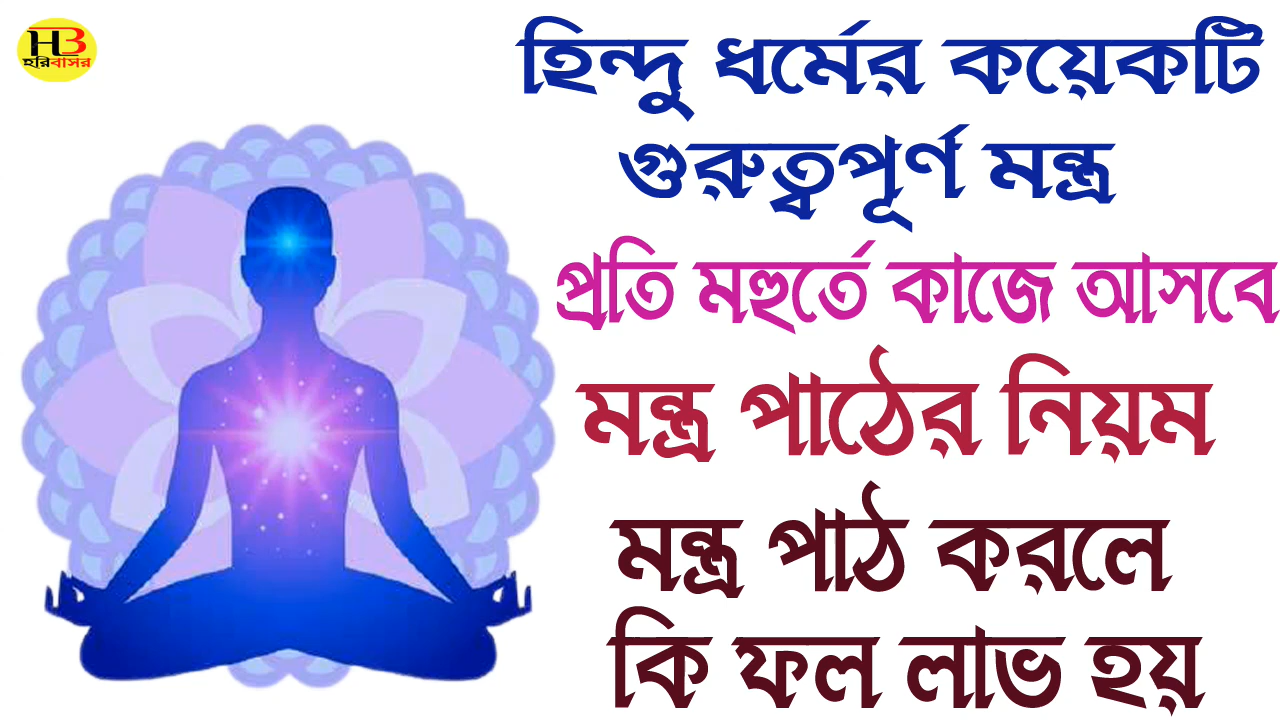 HB
হরিবাসর
হিন্দু ধর্মের কয়েকটি
গুরুত্বপূর্ণ মন্ত্র
প্রতি মহুর্তে কাজে আসবে
মন্ত্র পাঠের নিয়ম
মন্ত্র পাঠ করলে
কি ফল লাভ হয়